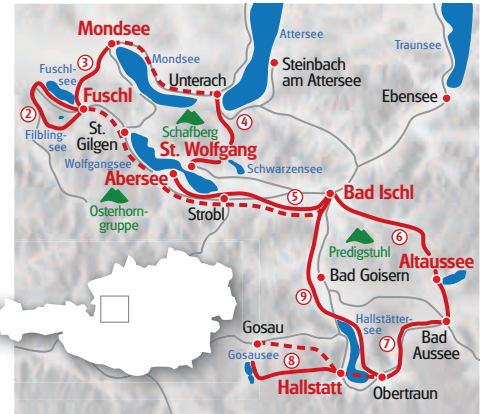 Mondsee
Attersee
Traunsee
Mondsee
Steinbach
am Attersee
3
Fuschl-
see
Unterach
Ebensee
Fuschl
2
St.
Gilgen
Schafberg
4
Filbling-
see
St. Wolfgang
Schwarzensee
Wolfgangsee
Abersee
Bad Ischl
Osterhorn-
gruppe
Strobl
5
6
Predigstuhl
Altaussee
Bad Goisern
9
Hallstätter-
see
Gosau
7
Bad
Aussee
Gosausee
8
Hallstatt
Obertraun